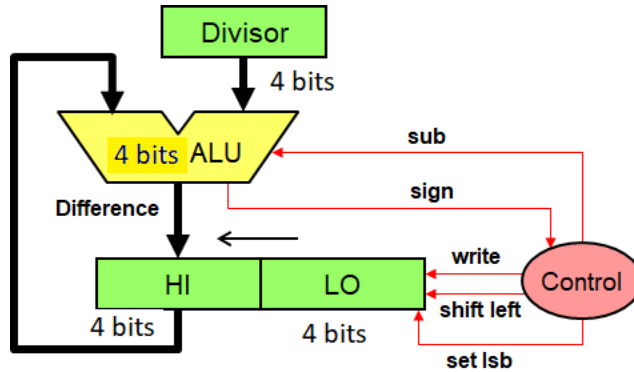 Divisor
4 bits
4 bits ALU
sub
sign
Difference
write
HI
LO
Control
shift left
4 bits
4 bits
set lsb